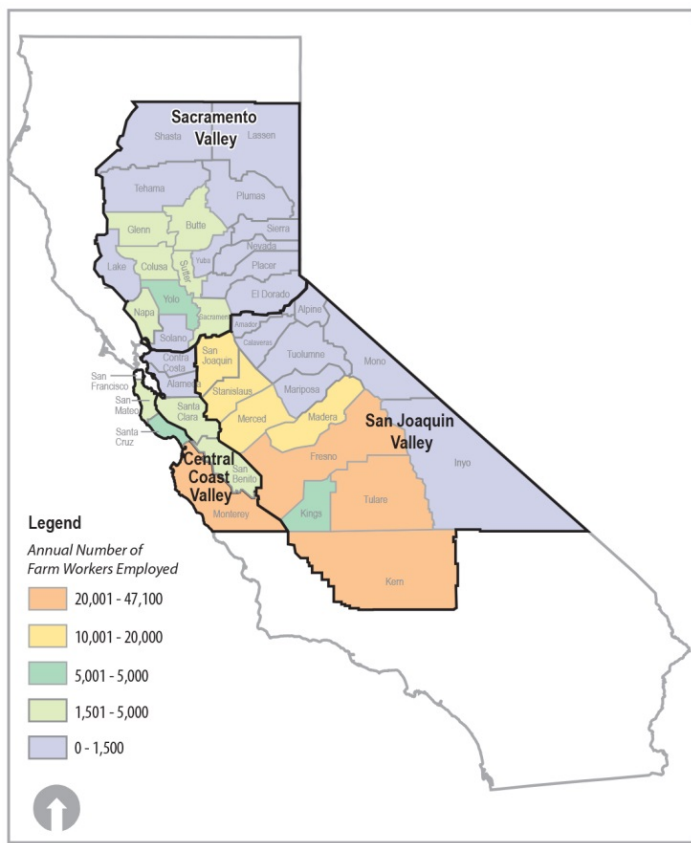 Sacramento
Valley
Shasta
Lassen
Tehama
Plumas
Butte
Glenn
Sierra
Nevada
Yuba
Colusa
Sutter
Placer
Lake
El Dorado
Yolo
Napa
Sacramento
Alpine
Solano
Amador
Calaveras
Mono
Contra
Costa
San
Joaquin
Tuolumne
San
Francisco
Alameda
Stanislaus
Mariposa
San
Mateo
Santa
Clara
Merced
Madera
San Joaquin
Valley
Santa
Cruz
Fresno
Inyo
Central
Coast
Valley
San
Benito
Tulare
Kings
Monterey
Kern
Legend
Annual Number of
Farm Workers Employed
20,001 - 47,100
10,001 - 20,000
5,001 - 5,000
1,501 - 5,000
0 - 1,500